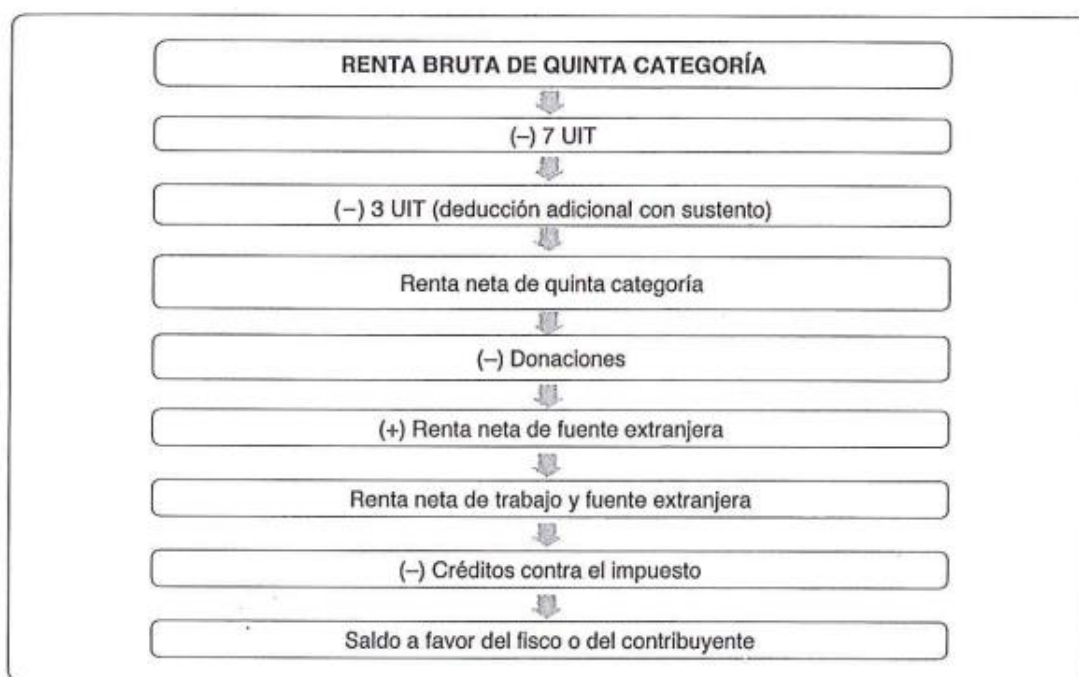 RENTA BRUTA DE QUINTA CATEGORÍA
(–) 7 UIT
(–) 3 UIT (deducción adicional con sustento)
Renta neta de quinta categoría
(–) Donaciones
(+) Renta neta de fuente extranjera
Renta neta de trabajo y fuente extranjera
(–) Créditos contra el impuesto
Saldo a favor del fisco o del contribuyente